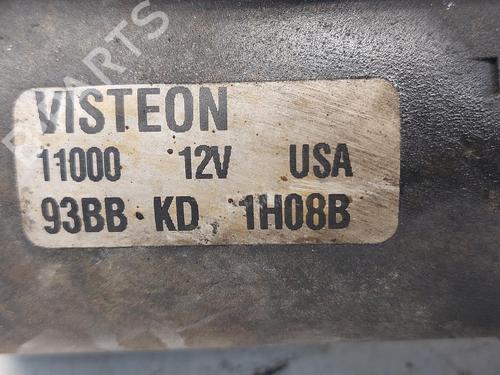 VISTEON
11000 12V USA
93BB KD 1H08B